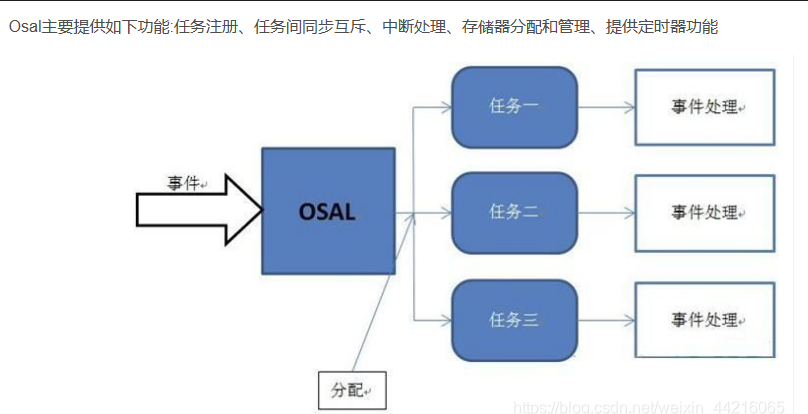 Osal主要提供如下功能:任务注册、任务间同步互斥、中断处理、存储器分配和管理、提供定时器功能
任务一
事件处理
事件
OSAL
任务二
事件处理
任务三
事件处理
分配
https://blog.csdn.net/weixin_44216065